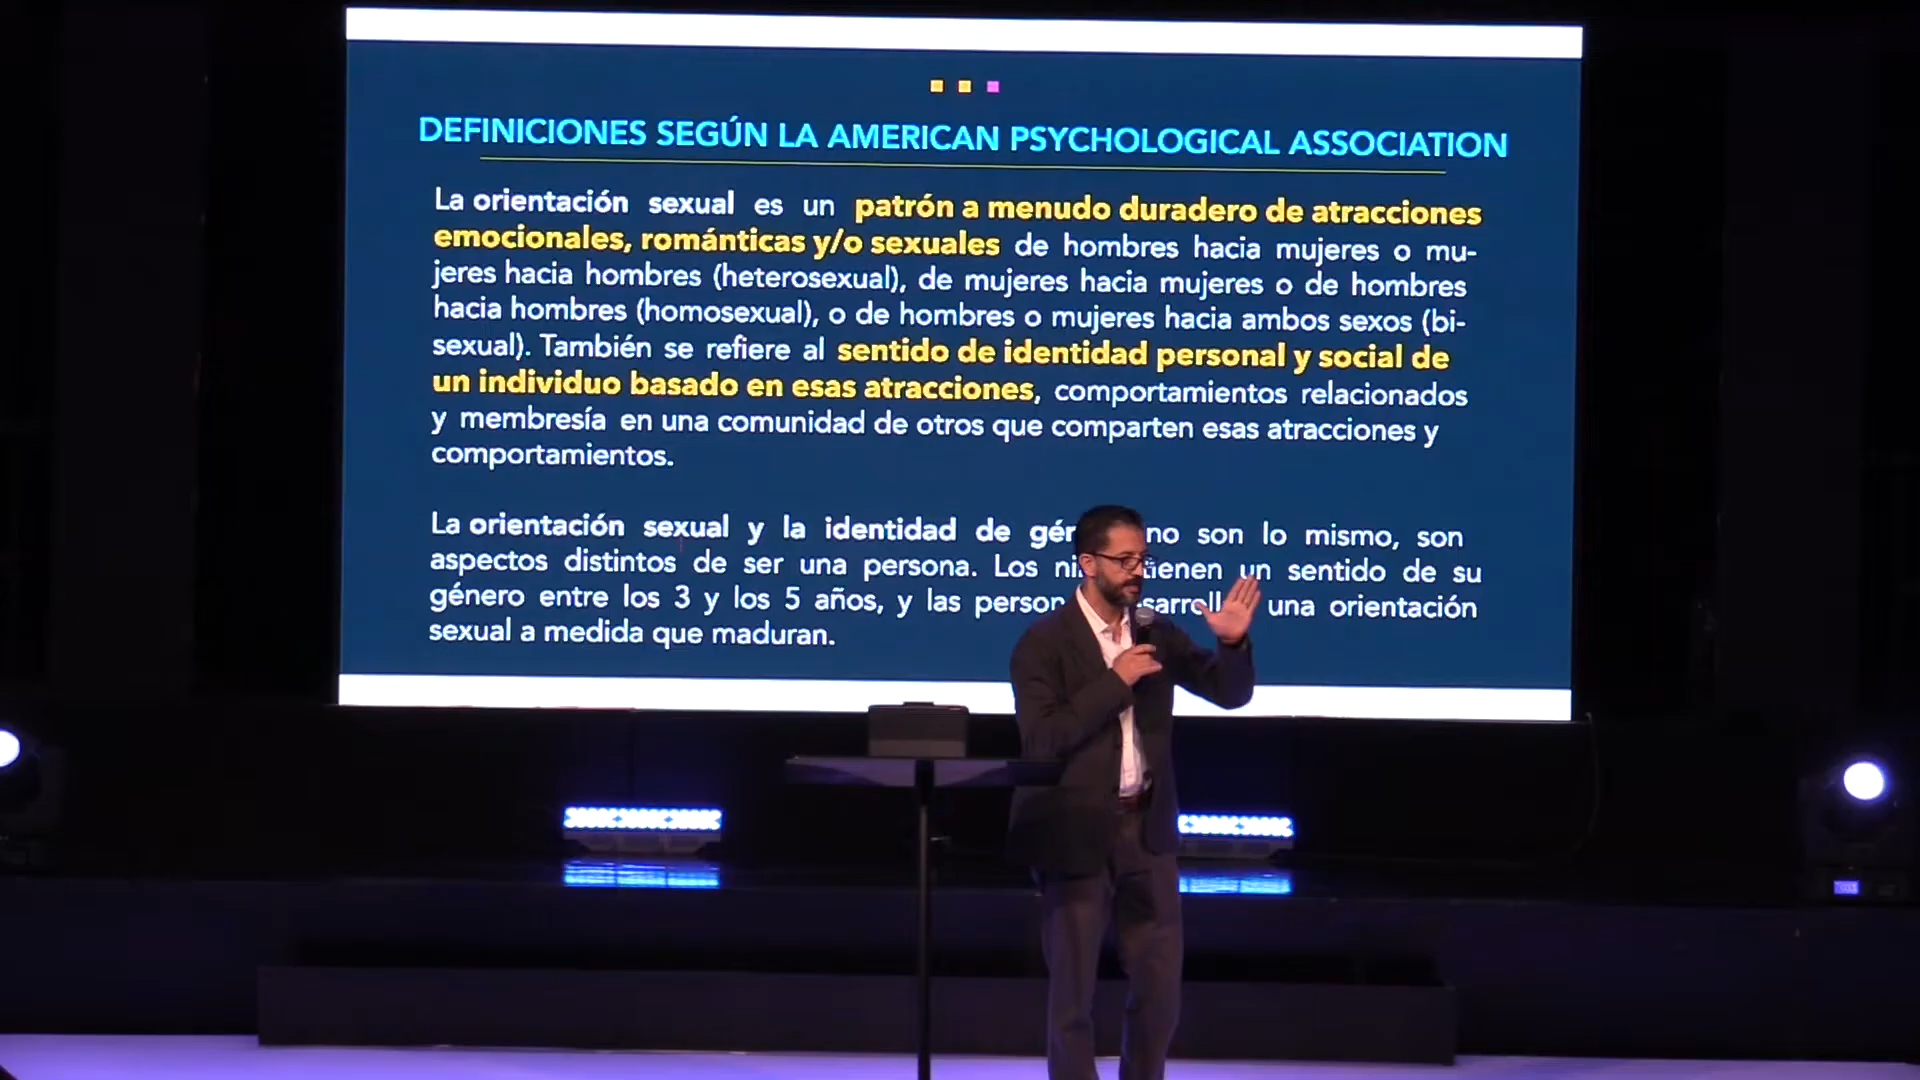 DEFINICIONES SEGÚN LA AMERICAN PSYCHOLOGICAL ASSOCIATION
La orientación sexual es un patrón a menudo duradero de atracciones
emocionales, románticas y/o sexuales de hombres hacia mujeres o mu-
jeres hacia hombres (heterosexual), de mujeres hacia mujeres o de hombres
hacia hombres (homosexual), o de hombres o mujeres hacia ambos sexos (bi-
sexual). También se refiere al sentido de identidad personal y social de
un individuo basado en esas atracciones, comportamientos relacionados
y membresía en una comunidad de otros que comparten esas atracciones y
comportamientos.
La orientación sexual y la identidad de no son lo mismo, son
aspectos distintos de ser una persona. Los tienen un sentido de su
género entre los 3 y los 5 años, y las una orientación
sexual a medida que maduran.